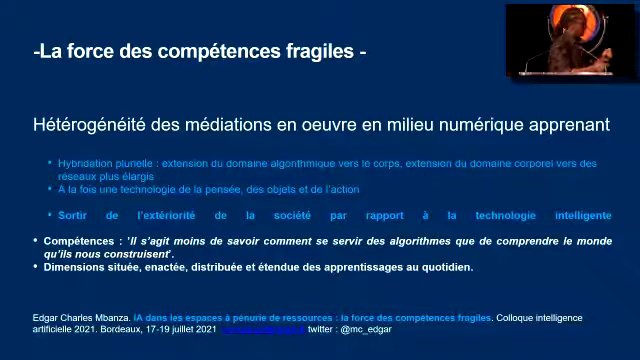 -La force des compétences fragiles -
Hétérogénéité des médiations en oeuvre en milieu numérique apprenant
• Hybridation plurielle : extension du domaine algorithmique vers le corps, extension du domaine corporel vers des
réseaux plus élargis
• A la fois une technologie de la pensée, des objets et de l'action
• Sortir de l'extériorité de la société par rapport à la technologie intelligente
• Compétences : 'Il s'agit moins de savoir comment se servir des algorithmes que de comprendre le monde
qu'ils nous construisent'.
• Dimensions située, enactée, distribuée et étendue des apprentissages au quotidien.
Edgar Charles Mbanza. IA dans les espaces à pénurie de ressources : la force des compétences fragiles. Colloque intelligence
artificielle 2021. Bordeaux, 17-19 juillet 2021 twitter : @mc_edgar